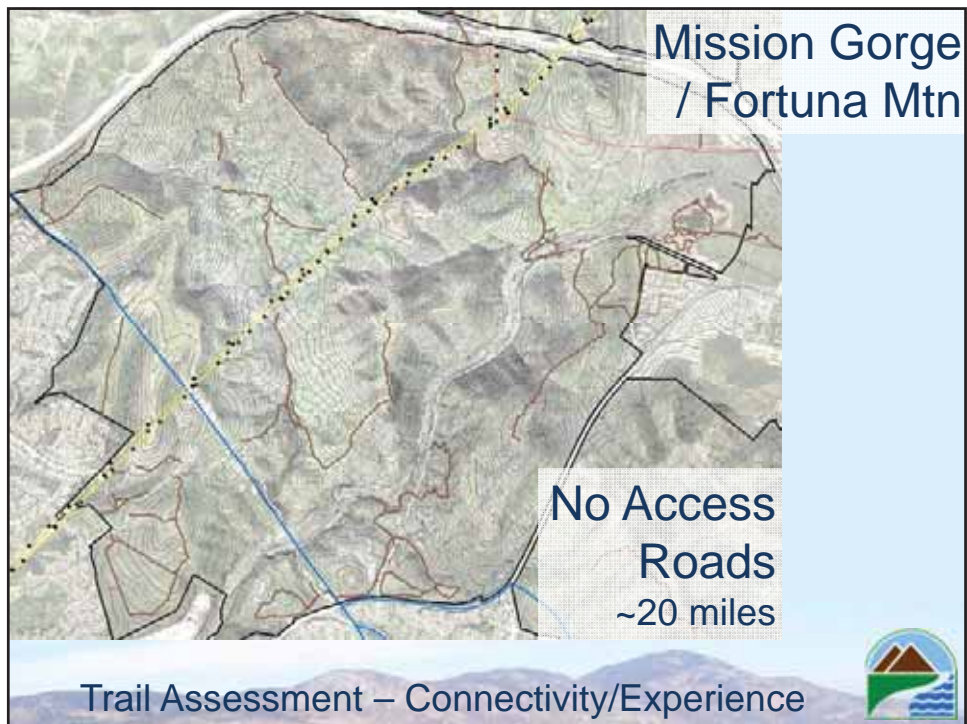 Mission Gorge
/ Fortuna Mtn
No Access
Roads
~20 miles
Trail Assessment – Connectivity/Experience